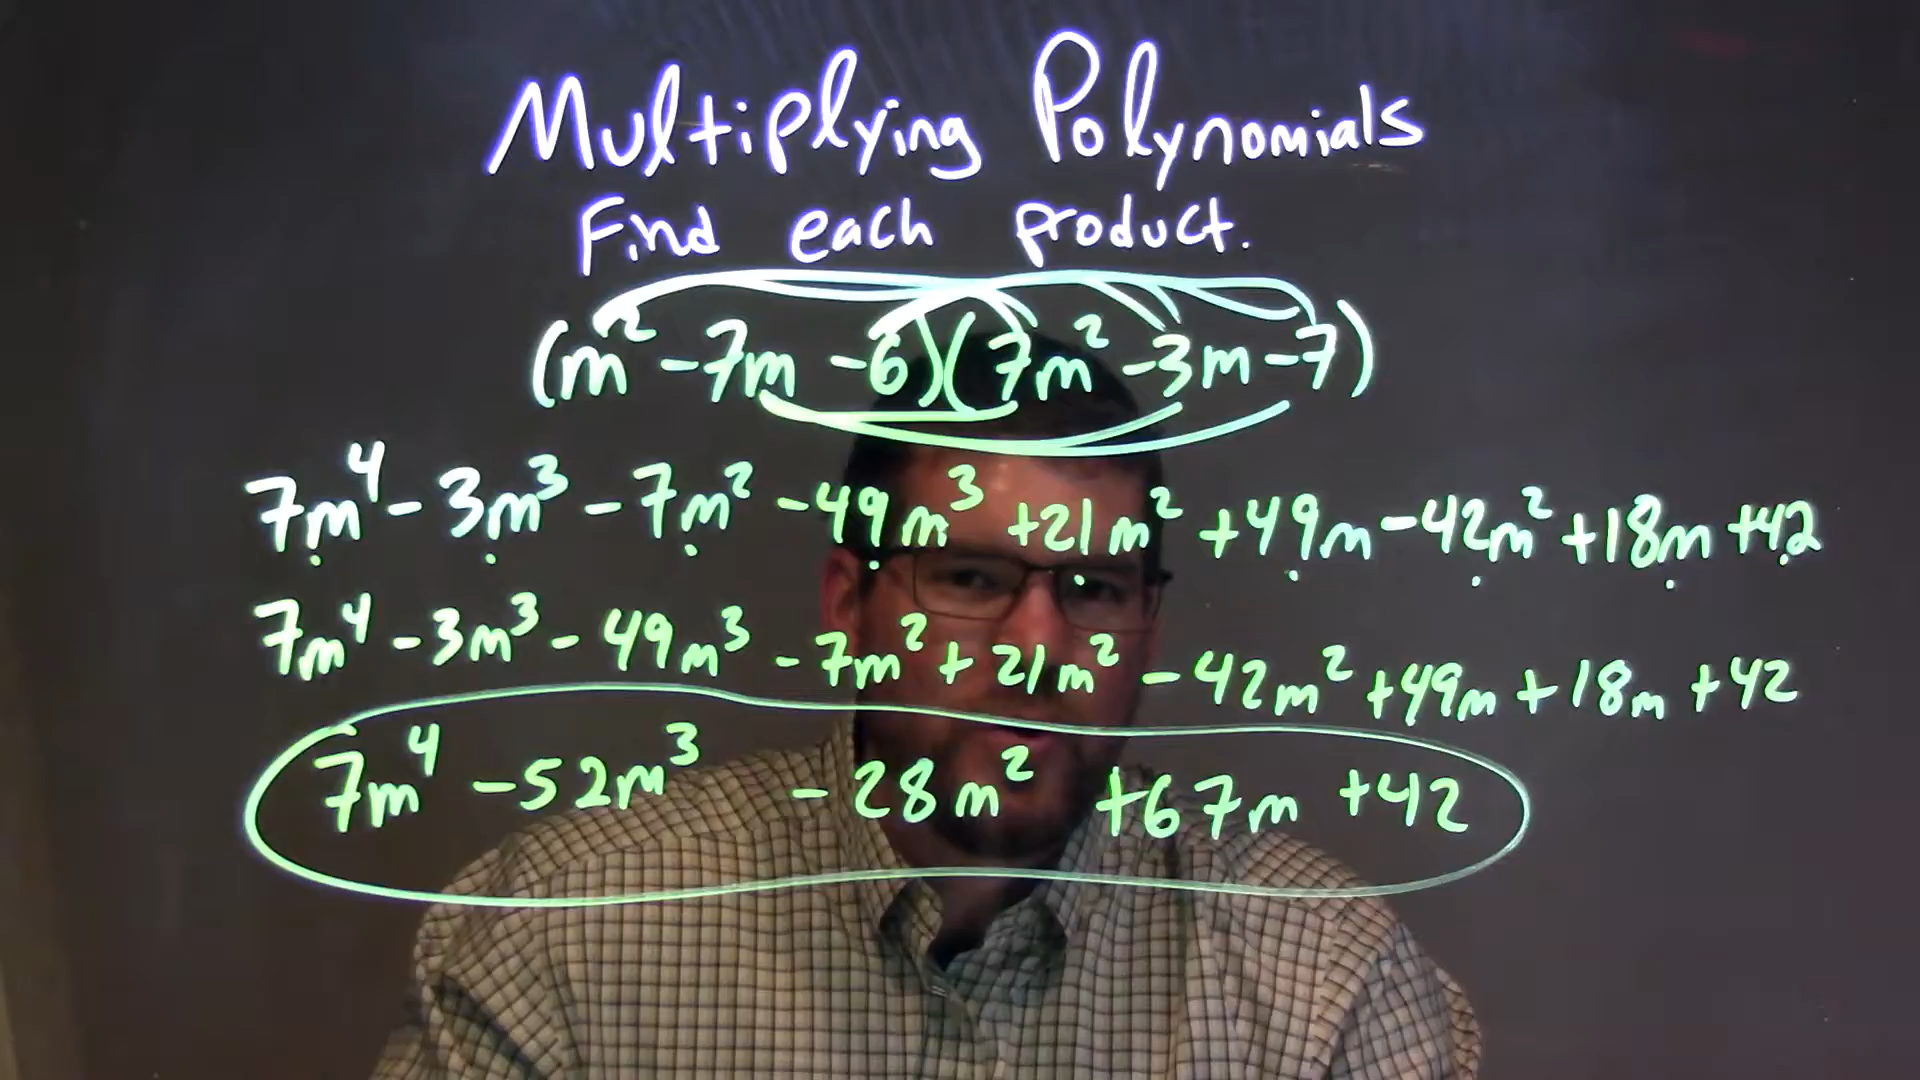 Multiplying Polynomials
Find each product.
(m² -7m -6)(7m² -3m -7)
7m⁴ - 3m³ - 7m² - 49m³ + 21m² + 49m - 42m² + 18m + 42
7m⁴ - 3m³ - 49m³ - 7m² + 21m² - 42m² + 49m + 18m + 42
7m⁴ - 52m³ - 28m² + 67m + 42